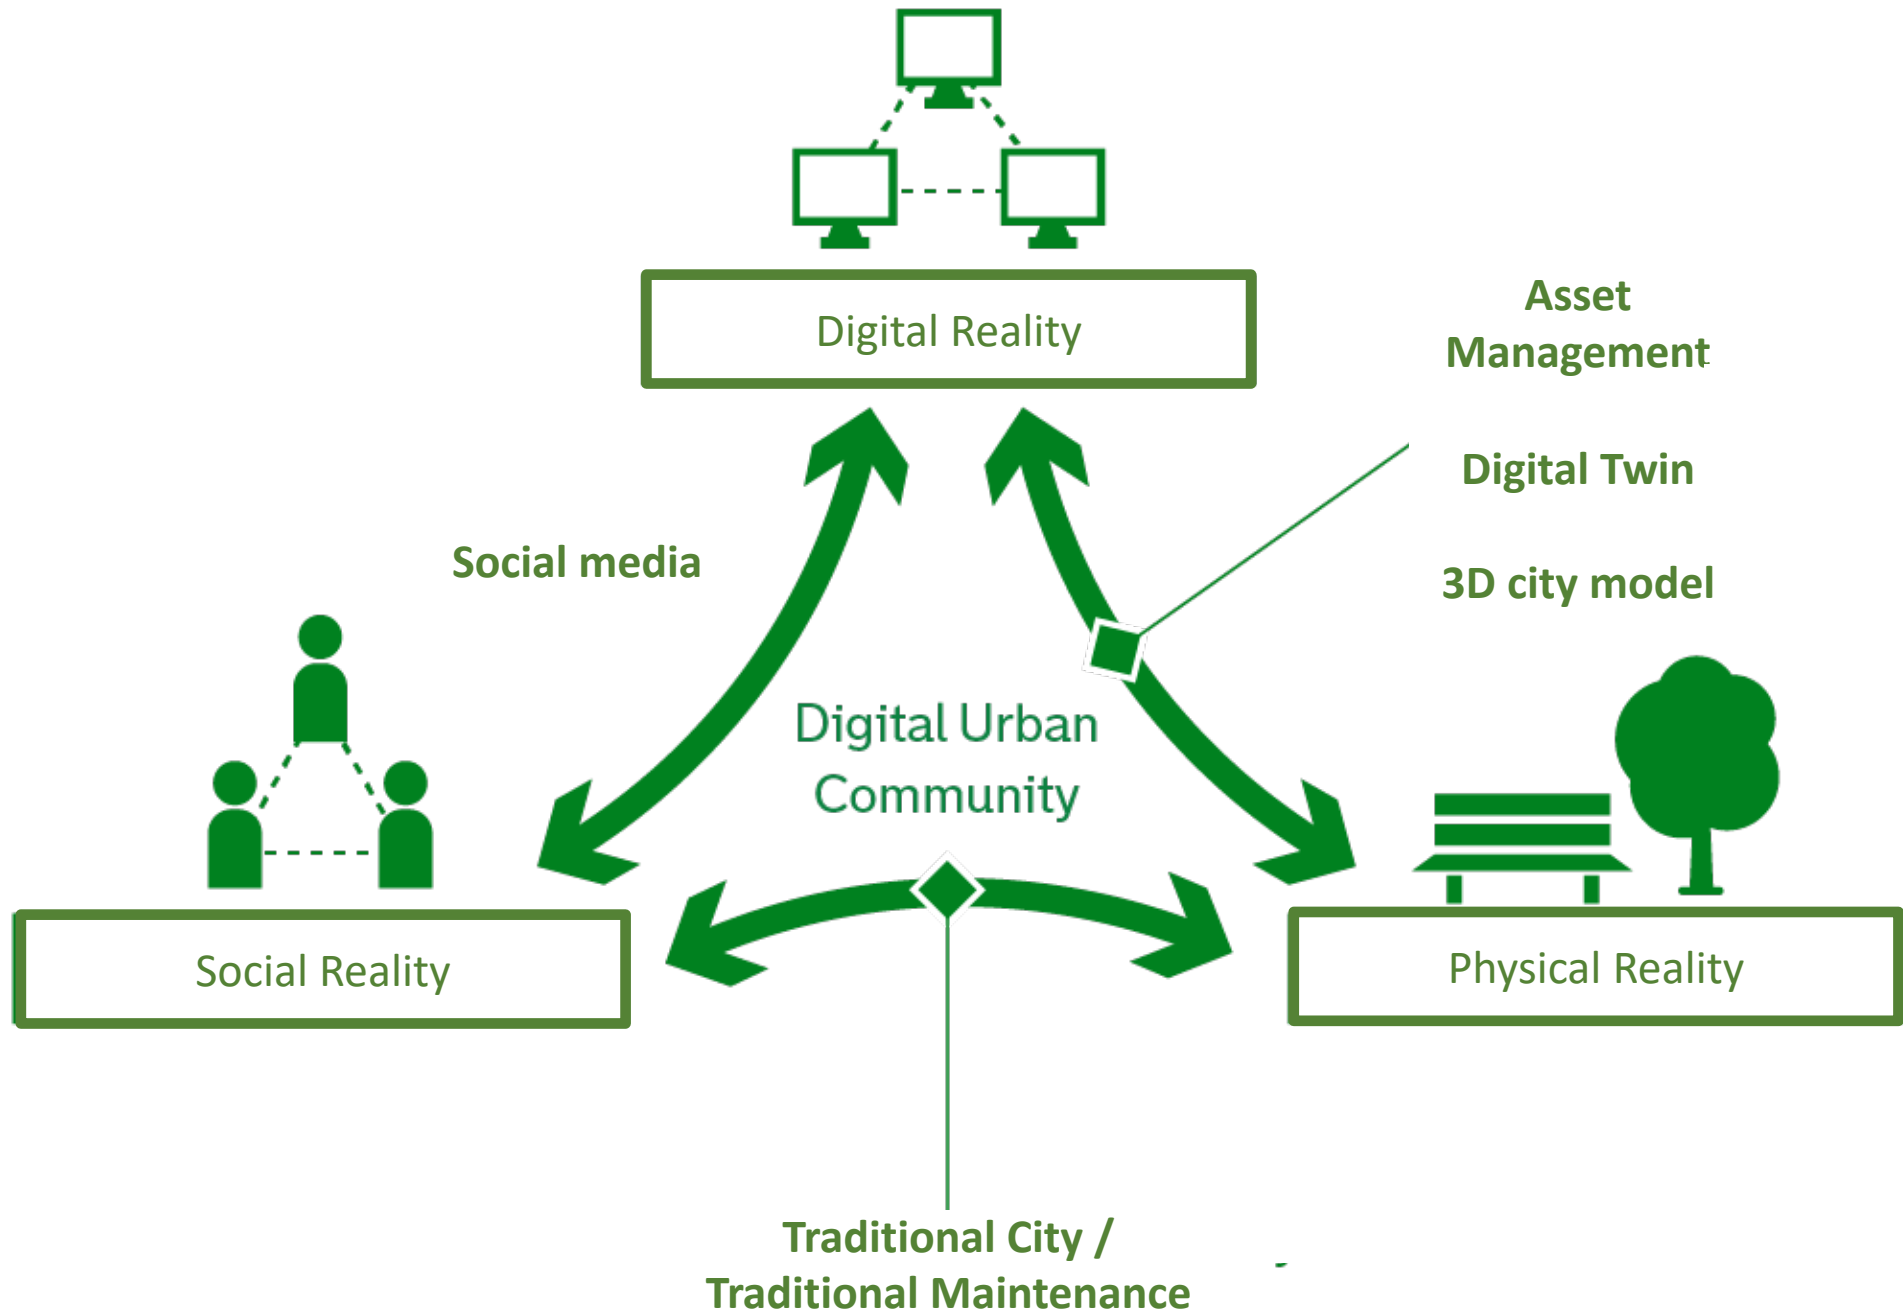 Digital Reality
Asset
Management
Digital Twin
3D city model
Social media
Digital Urban
Community
Social Reality
Physical Reality
Traditional City /
Traditional Maintenance